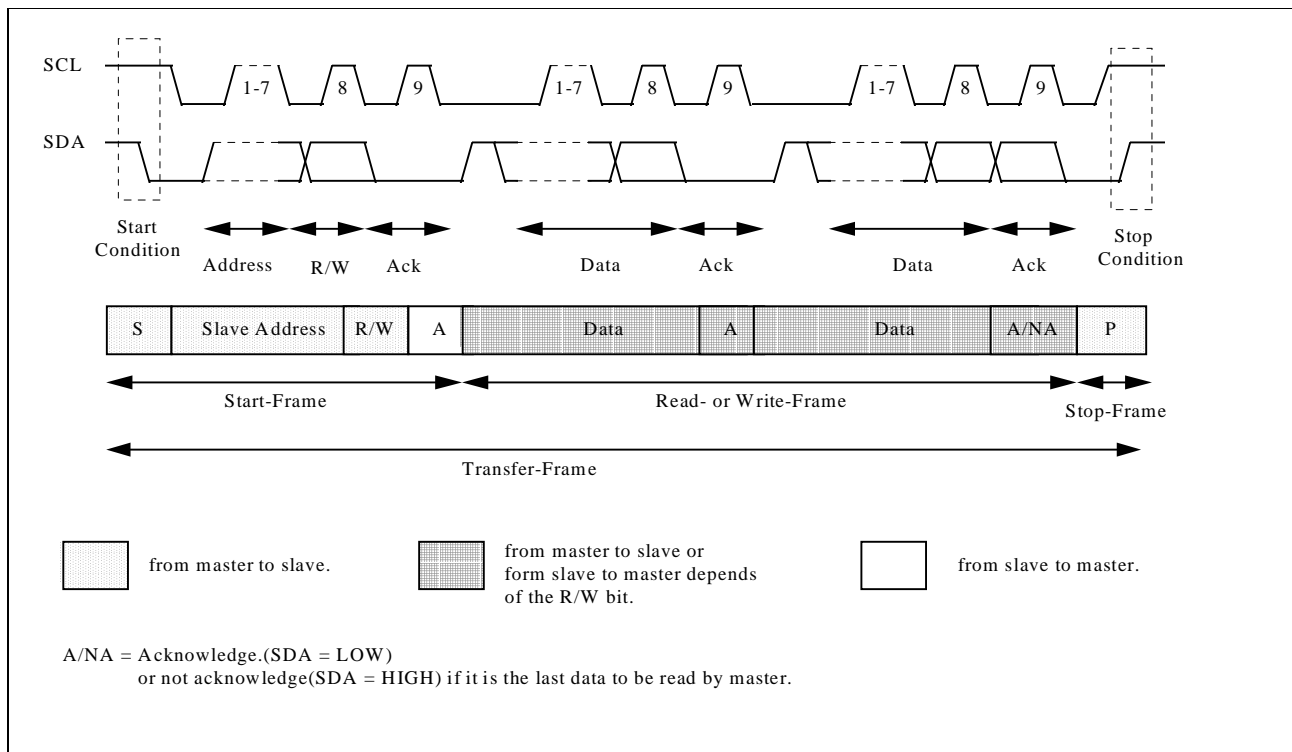 SCL
1-7 8 9 1-7 8 9 1-7 8 9
SDA
Start
Condition
Address R/W Ack Data Ack Data Ack
Stop
Condition
S Slave Address R/W A Data A Data A/NA P
Start-Frame Read- or Write-Frame Stop-Frame
Transfer-Frame
from master to slave.
from master to slave or
form slave to master depends
of the R/W bit.
from slave to master.
A/NA = Acknowledge.(SDA = LOW)
or not acknowledge(SDA = HIGH) if it is the last data to be read by master.